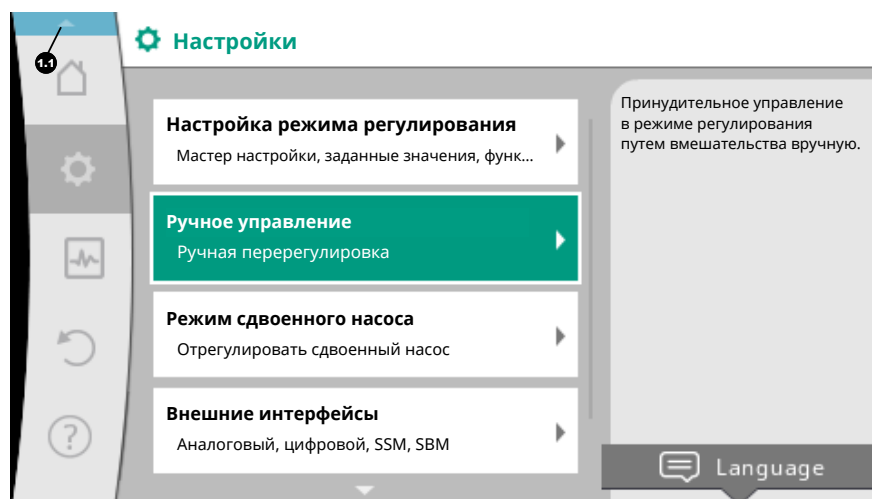 1.1
Настройки
Настройка режима регулирования
Мастер настройки, заданные значения, функ...
Ручное управление
Ручная перерегулировка
Режим сдвоенного насоса
Отрегулировать сдвоенный насос
Внешние интерфейсы
Аналоговый, цифровой, SSM, SBM
Принудительное управление
в режиме регулирования
путем вмешательства вручную.
?
Language